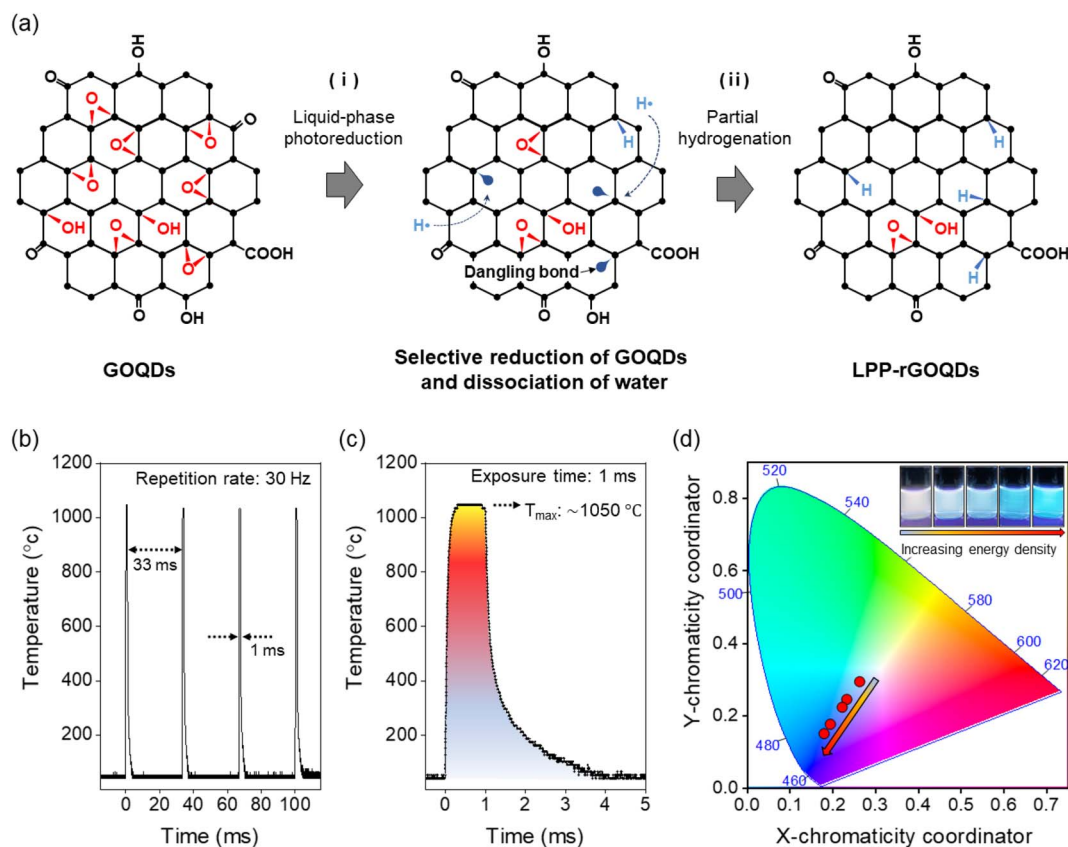 (a)
OH
O
O
O
O
O
O
O
O
OH
OH
O
O
O
COOH
O
OH
GOQDs
(i)
Liquid-phase
photoreduction
OH
O
H•
H
O
H•
OH
O
O
COOH
Dangling bond
O
OH
Selective reduction of GOQDs
and dissociation of water
(ii)
Partial
hydrogenation
OH
O
H
H
H
OH
O
O
COOH
H
O
LPP-rGOQDs
(b)
1200
1000
800
600
400
200
Temperature (°c)
Repetition rate: 30 Hz
33 ms
1 ms
0 20 40 60 80 100
Time (ms)
(c)
1200
1000
800
600
400
200
Temperature (°c)
Exposure time: 1 ms
Tmax: ~1050 °C
0 1 2 3 4 5
Time (ms)
(d)
0.8
0.6
0.4
0.2
0.0
Y-chromaticity coordinator
520
540
500
580
600
620
480
460
Increasing energy density
0.0 0.1 0.2 0.3 0.4 0.5 0.6 0.7
X-chromaticity coordinator